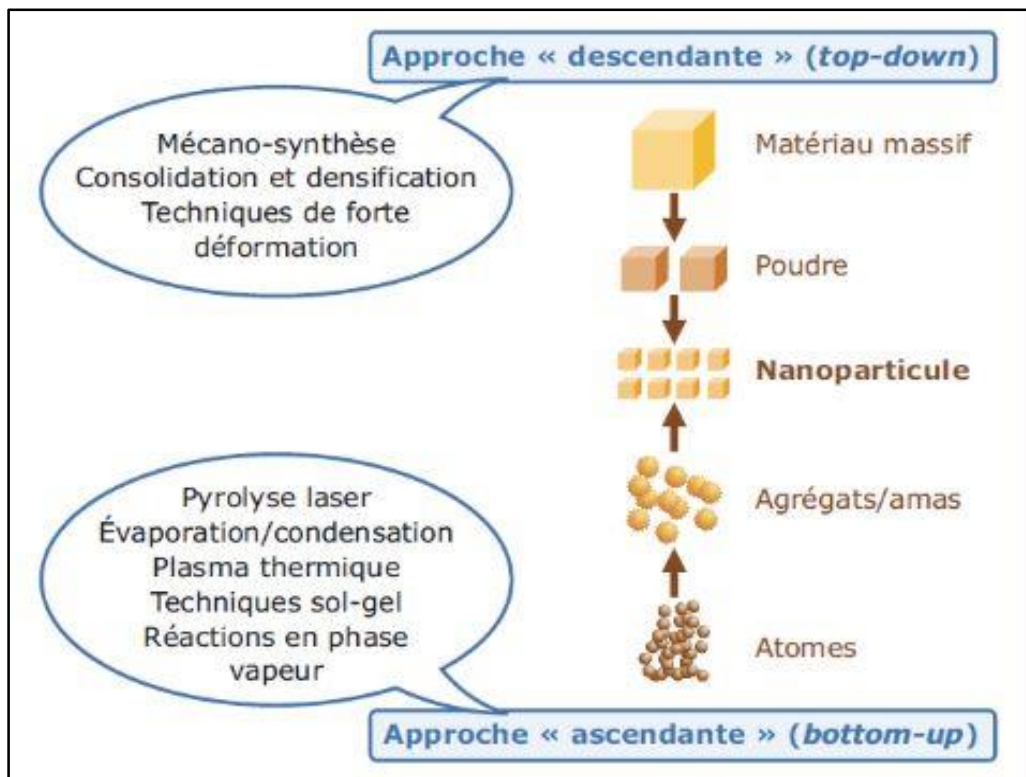 Approche « descendante » (top-down)
Mécano-synthèse
Consolidation et densification
Techniques de forte
déformation
Matériau massif
Poudre
Nanoparticule
Agrégats/amas
Atomes
Pyrolyse laser
Évaporation/condensation
Plasma thermique
Techniques sol-gel
Réactions en phase
vapeur
Approche « ascendante » (bottom-up)